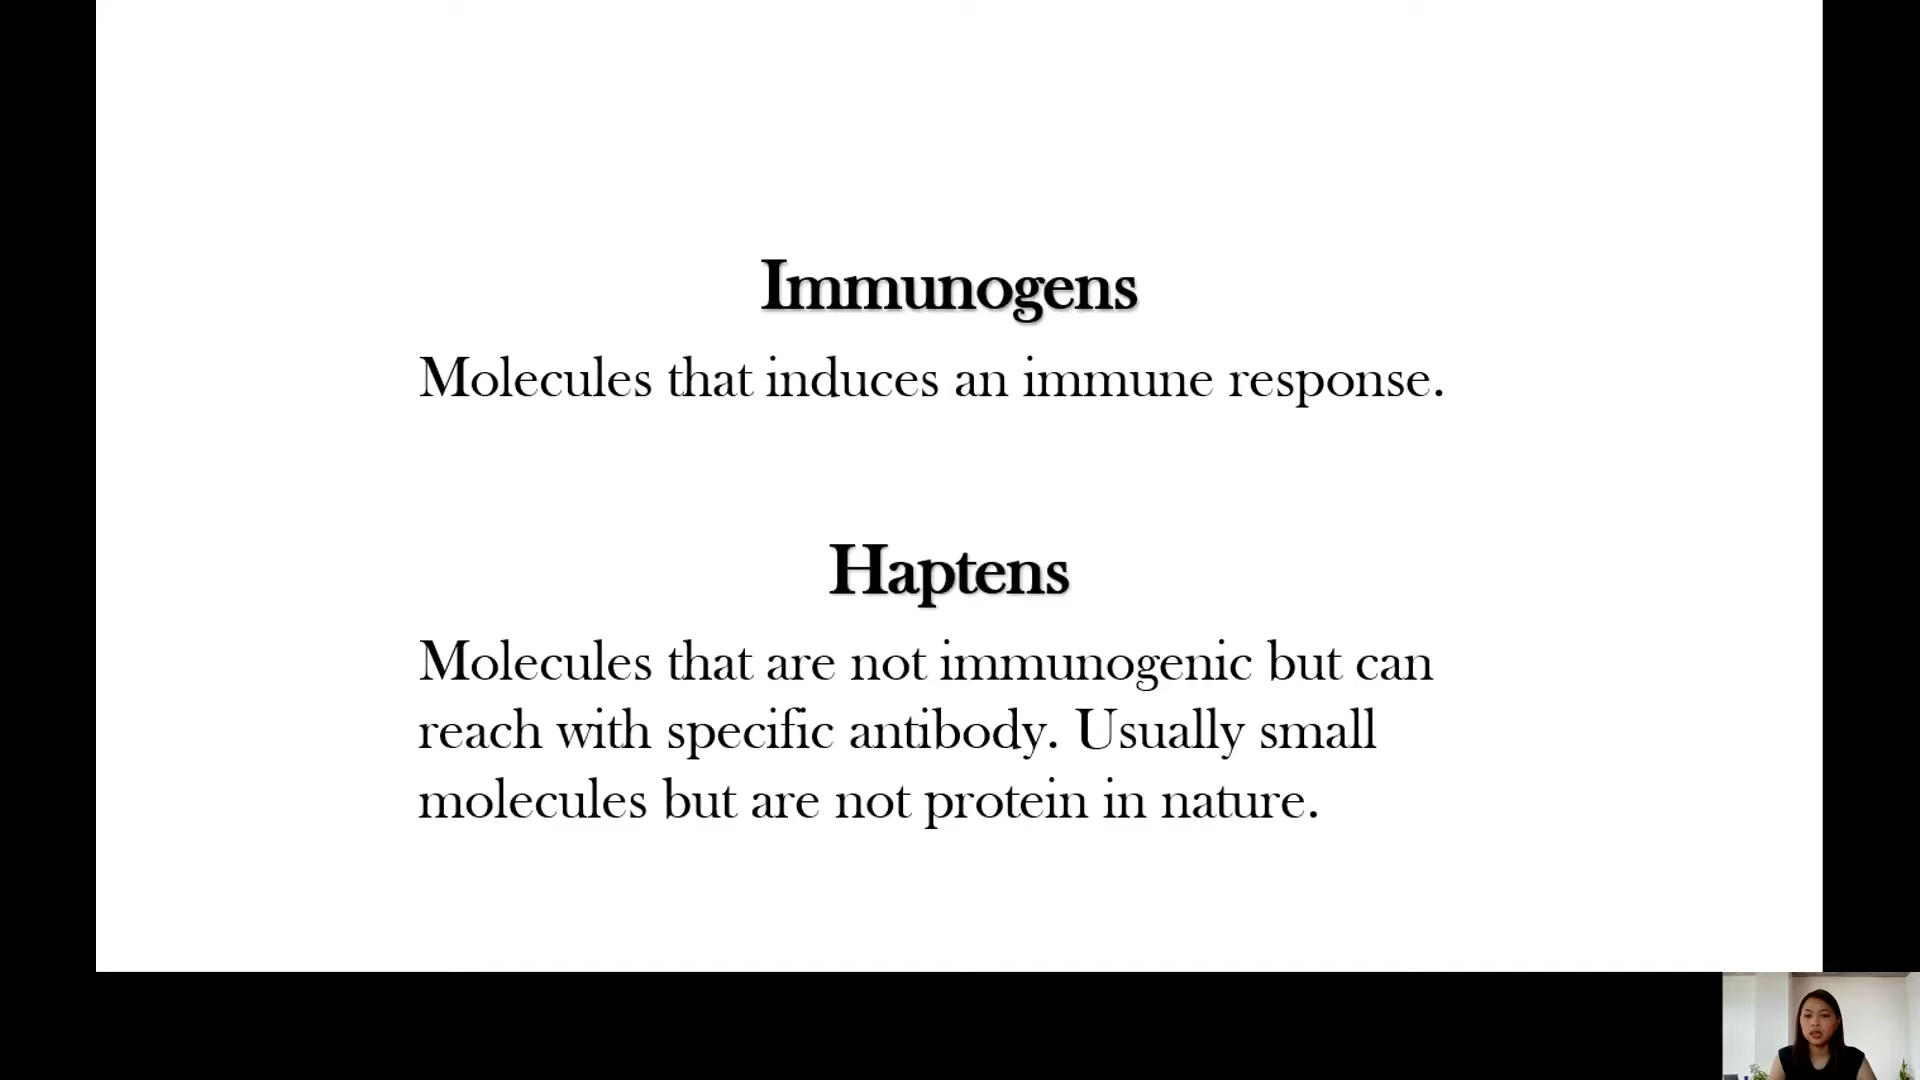 Immunogens
Molecules that induces an immune response.
Haptens
Molecules that are not immunogenic but can
reach with specific antibody. Usually small
molecules but are not protein in nature.